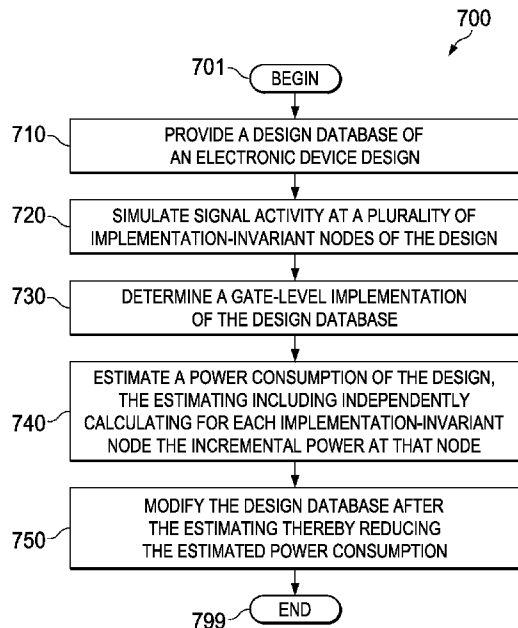 700
701
BEGIN
710
PROVIDE A DESIGN DATABASE OF
AN ELECTRONIC DEVICE DESIGN
720
SIMULATE SIGNAL ACTIVITY AT A PLURALITY OF
IMPLEMENTATION-INVARIANT NODES OF THE DESIGN
730
DETERMINE A GATE-LEVEL IMPLEMENTATION
OF THE DESIGN DATABASE
740
ESTIMATE A POWER CONSUMPTION OF THE DESIGN,
THE ESTIMATING INCLUDING INDEPENDENTLY
CALCULATING FOR EACH IMPLEMENTATION-INVARIANT
NODE THE INCREMENTAL POWER AT THAT NODE
750
MODIFY THE DESIGN DATABASE AFTER
THE ESTIMATING THEREBY REDUCING
THE ESTIMATED POWER CONSUMPTION
799
END